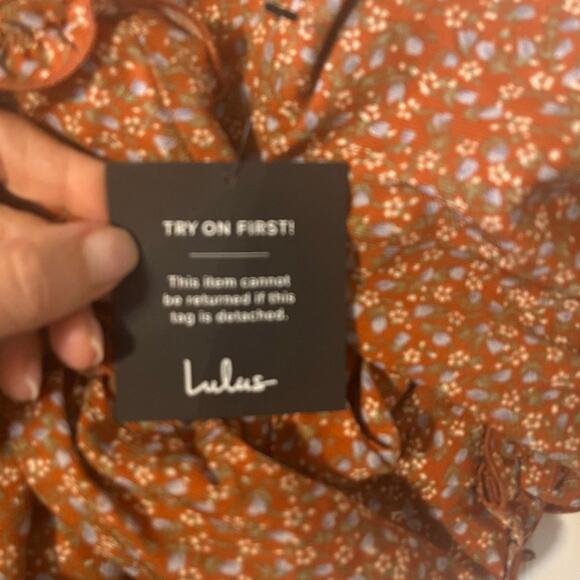 TRY ON FIRST!
This item cannot
be returned if this
tag is detached.
Lulus